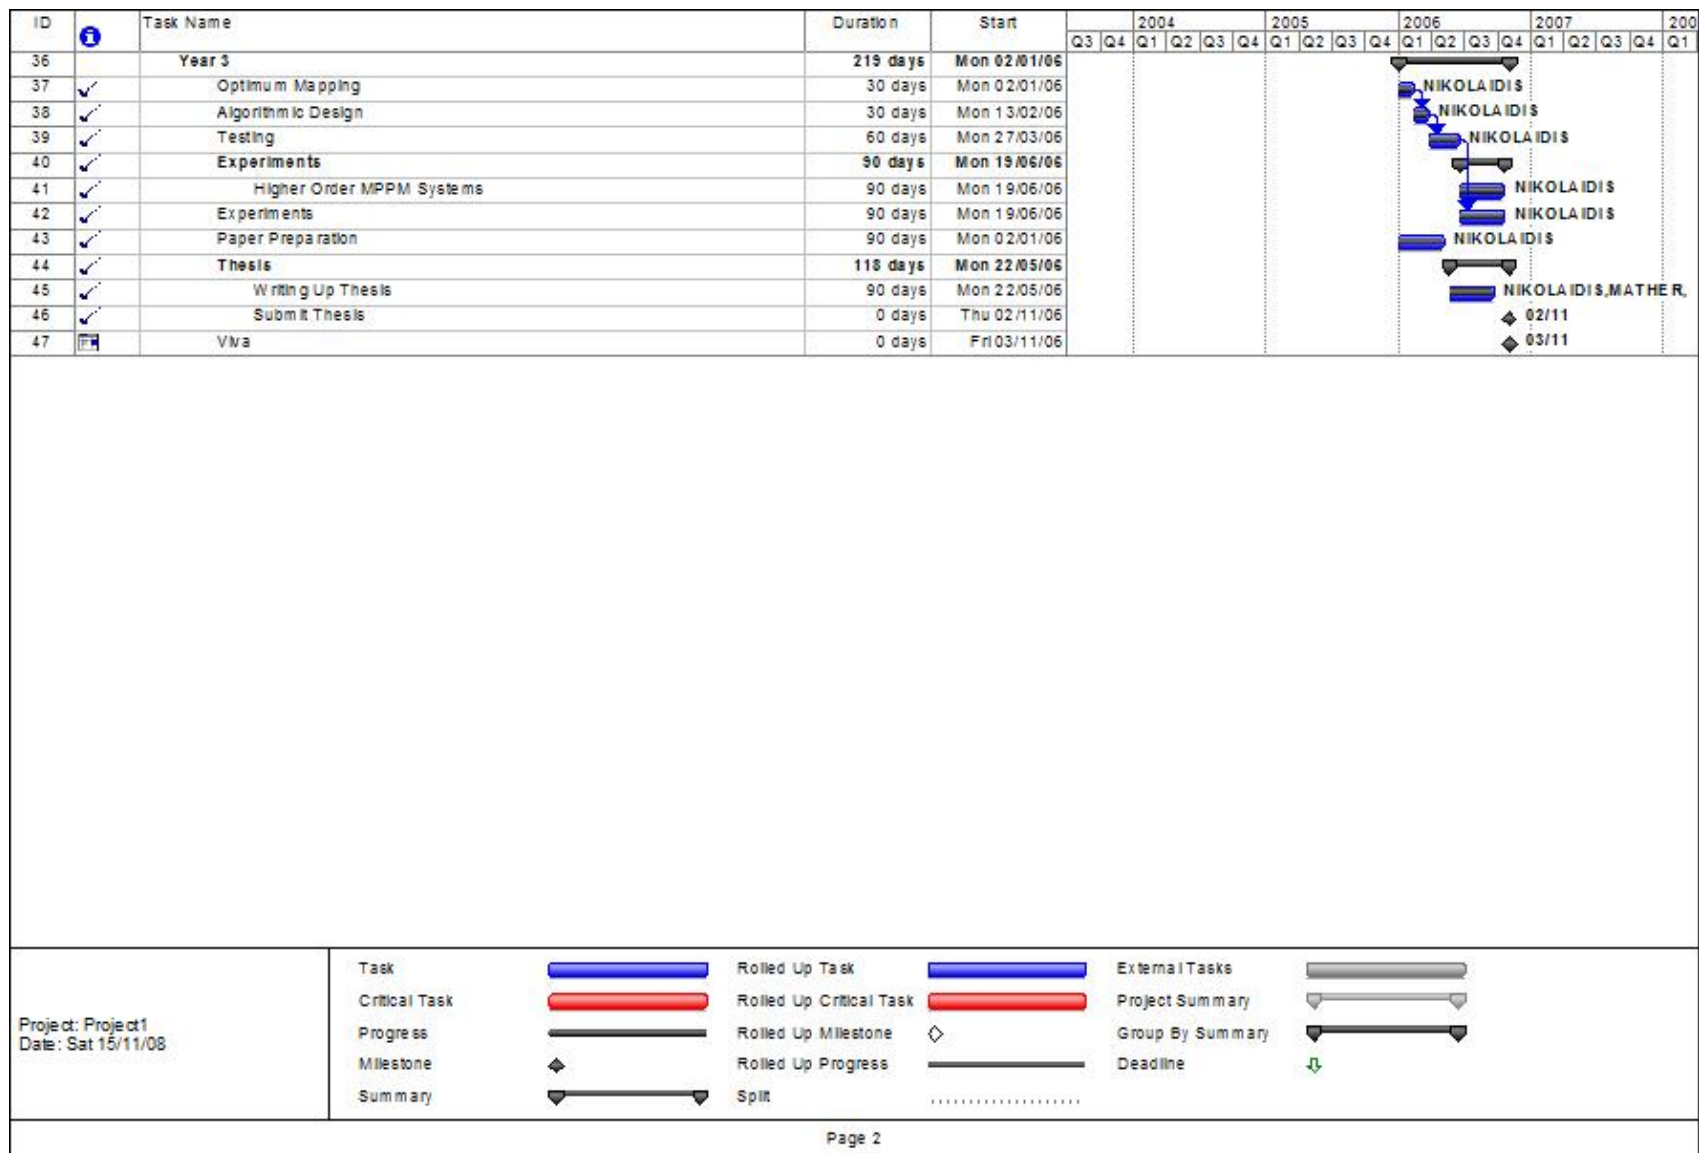 ID Task Name Duration Start 2004 2005 2006 2007 200
Q3 Q4 Q1 Q2 Q3 Q4 Q1 Q2 Q3 Q4 Q1 Q2 Q3 Q4 Q1 Q2 Q3 Q4 Q1
36 Year 3 219 days Mon 02/01/06
37 Optimum Mapping 30 days Mon 02/01/06 NIKOLAIDIS
38 Algorithmic Design 30 days Mon 13/02/06 NIKOLAIDIS
39 Testing 60 days Mon 27/03/06 NIKOLAIDIS
40 Experiments 90 days Mon 19/06/06
41 Higher Order MPPM Systems 90 days Mon 19/06/06 NIKOLAIDIS
42 Experiments 90 days Mon 19/06/06 NIKOLAIDIS
43 Paper Preparation 90 days Mon 02/01/06 NIKOLAIDIS
44 Thesis 118 days Mon 22/05/06
45 Writing Up Thesis 90 days Mon 22/05/06 NIKOLAIDIS,MATHER,
46 Submit Thesis 0 days Thu 02/11/06 02/11
47 Viva 0 days Fri 03/11/06 03/11
Project: Project1
Date: Sat 15/11/08
Task Rolled Up Task External Tasks
Critical Task Rolled Up Critical Task Project Summary
Progress Rolled Up Milestone Group By Summary
Milestone Rolled Up Progress Deadline
Summary Split
Page 2